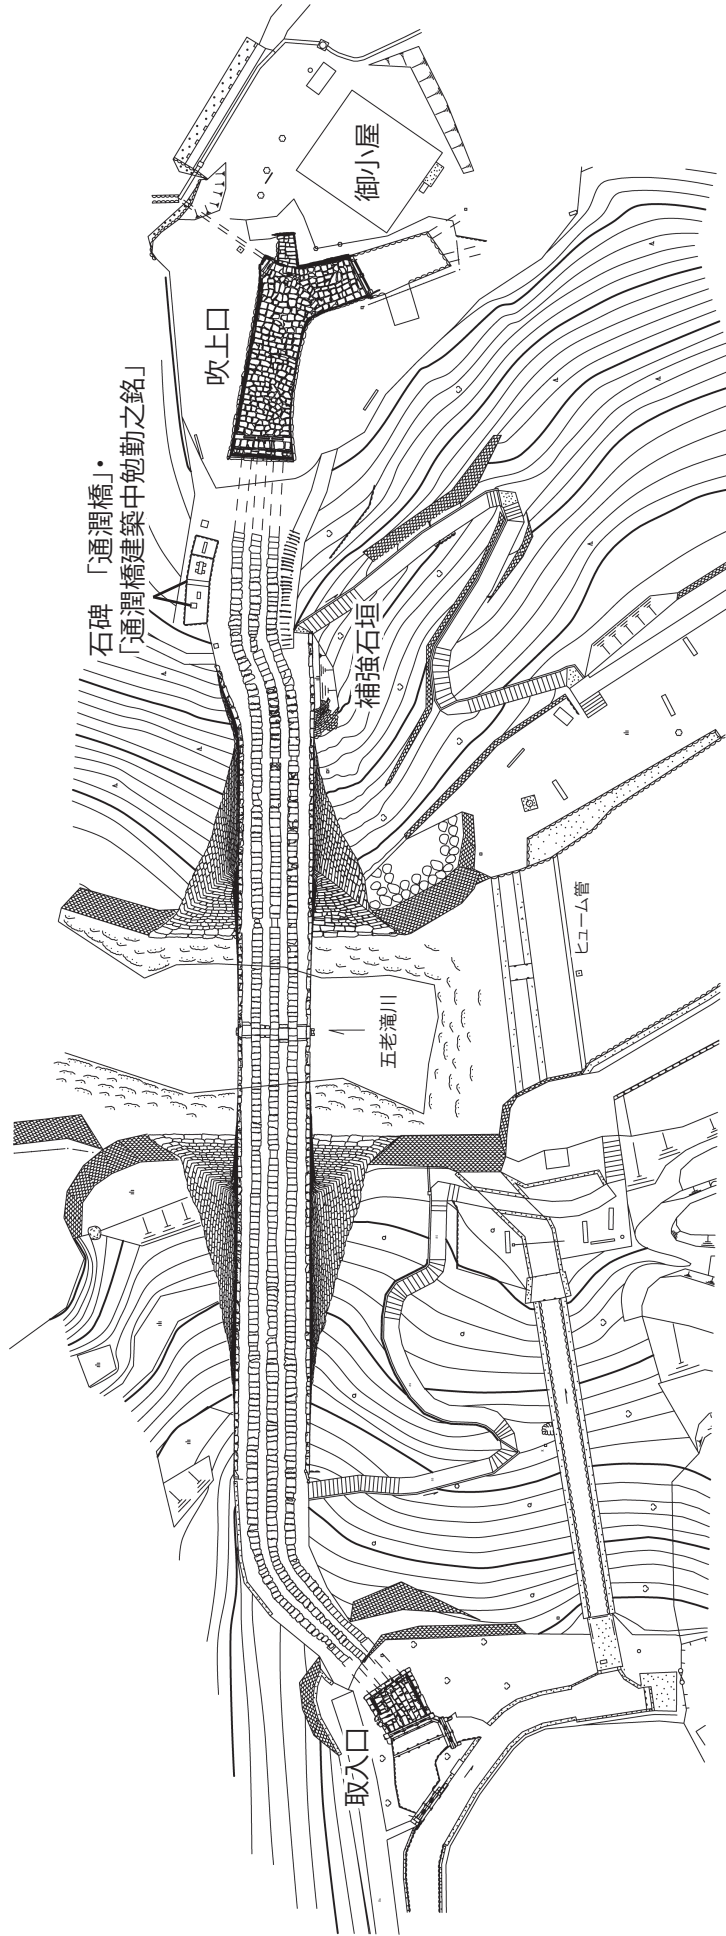 石碑 「通潤橋」・
「通潤橋建築中勉勤之銘」
吹上口
御小屋
補強石垣
五老滝川
ヒューム管
取入口